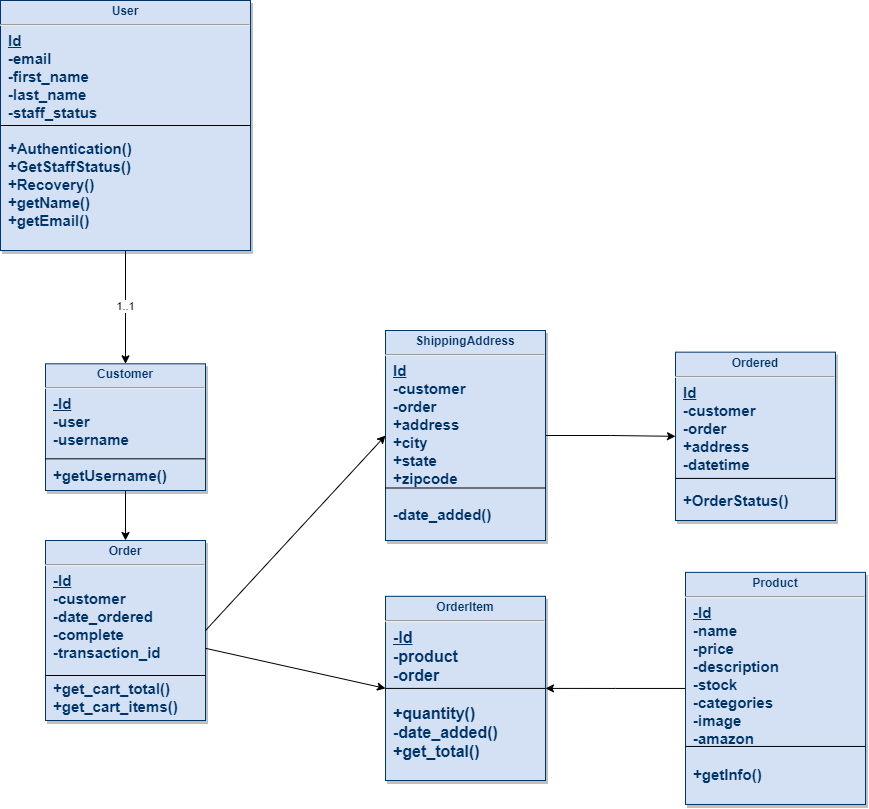 User
Id
-email
-first_name
-last_name
-staff_status
+Authentication()
+GetStaffStatus()
+Recovery()
+getName()
+getEmail()
1..1
Customer
-Id
-user
-username
+getUsername()
Order
-Id
-customer
-date_ordered
-complete
-transaction_id
+get_cart_total()
+get_cart_items()
ShippingAddress
Id
-customer
-order
+address
+city
+state
+zipcode
-date_added()
Ordered
Id
-customer
-order
+address
-datetime
+OrderStatus()
OrderItem
-Id
-product
-order
+quantity()
-date_added()
+get_total()
Product
-Id
-name
-price
-description
-stock
-categories
-image
-amazon
+getInfo()